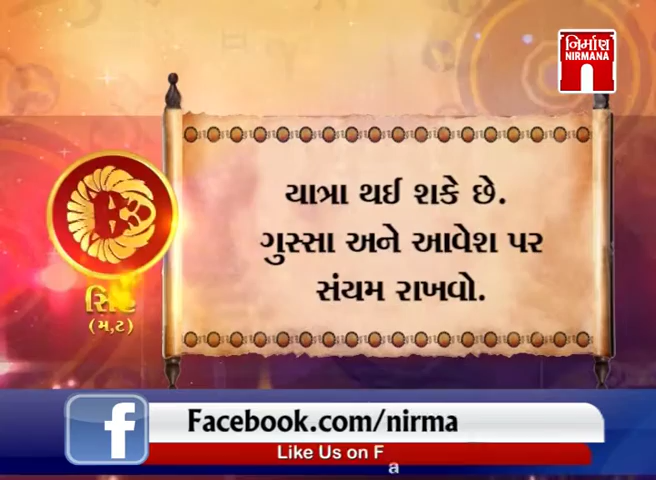 નિર્માણ
NIRMANA
યાત્રા થઈ શકે છે.
ગુસ્સા અને આવેશ પર
સંયમ રાખવો.
સિંહ
(મ,ટ)
f
Facebook.com/nirma
Like Us on F
a